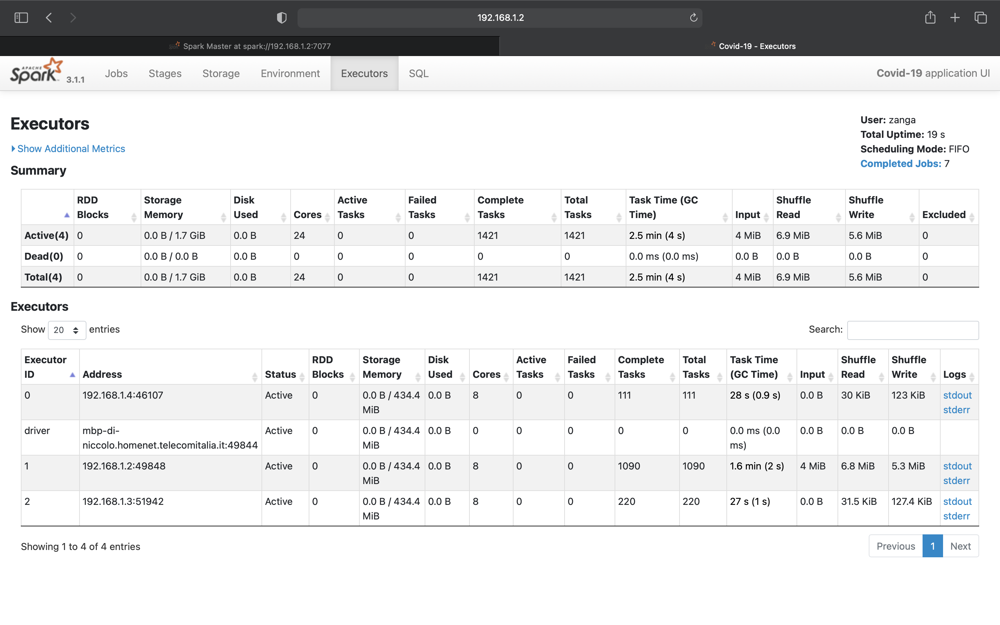 192.168.1.2
Spark Master at spark://192.168.1.2:7077
Covid-19 - Executors
APACHE Spark 3.1.1 Jobs Stages Storage Environment Executors SQL Covid-19 application UI
Executors
User: zanga
Total Uptime: 19 s
Scheduling Mode: FIFO
Completed Jobs: 7
Show Additional Metrics
Summary
RDD Blocks Storage Memory Disk Used Cores Active Tasks Failed Tasks Complete Tasks Total Tasks Task Time (GC Time) Input Shuffle Read Shuffle Write Excluded
Active(4) 0 0.0 B / 1.7 GiB 0.0 B 24 0 0 1421 1421 2.5 min (4 s) 4 MiB 6.9 MiB 5.6 MiB 0
Dead(0) 0 0.0 B / 0.0 B 0.0 B 0 0 0 0 0 0.0 ms (0.0 ms) 0.0 B 0.0 B 0.0 B 0
Total(4) 0 0.0 B / 1.7 GiB 0.0 B 24 0 0 1421 1421 2.5 min (4 s) 4 MiB 6.9 MiB 5.6 MiB 0
Executors
Show 20 entries
Search:
Executor ID Address Status RDD Blocks Storage Memory Disk Used Cores Active Tasks Failed Tasks Complete Tasks Total Tasks Task Time (GC Time) Input Shuffle Read Shuffle Write Logs
0 192.168.1.4:46107 Active 0 0.0 B / 434.4 MiB 0.0 B 8 0 0 111 111 28 s (0.9 s) 0.0 B 30 KiB 123 KiB stdout stderr
driver mbp-di-niccolo.homenet.telecomitalia.it:49844 Active 0 0.0 B / 434.4 MiB 0.0 B 0 0 0 0 0 0.0 ms (0.0 ms) 0.0 B 0.0 B 0.0 B
1 192.168.1.2:49848 Active 0 0.0 B / 434.4 MiB 0.0 B 8 0 0 1090 1090 1.6 min (2 s) 4 MiB 6.8 MiB 5.3 MiB stdout stderr
2 192.168.1.3:51942 Active 0 0.0 B / 434.4 MiB 0.0 B 8 0 0 220 220 27 s (1 s) 0.0 B 31.5 KiB 127.4 KiB stdout stderr
Showing 1 to 4 of 4 entries
Previous 1 Next